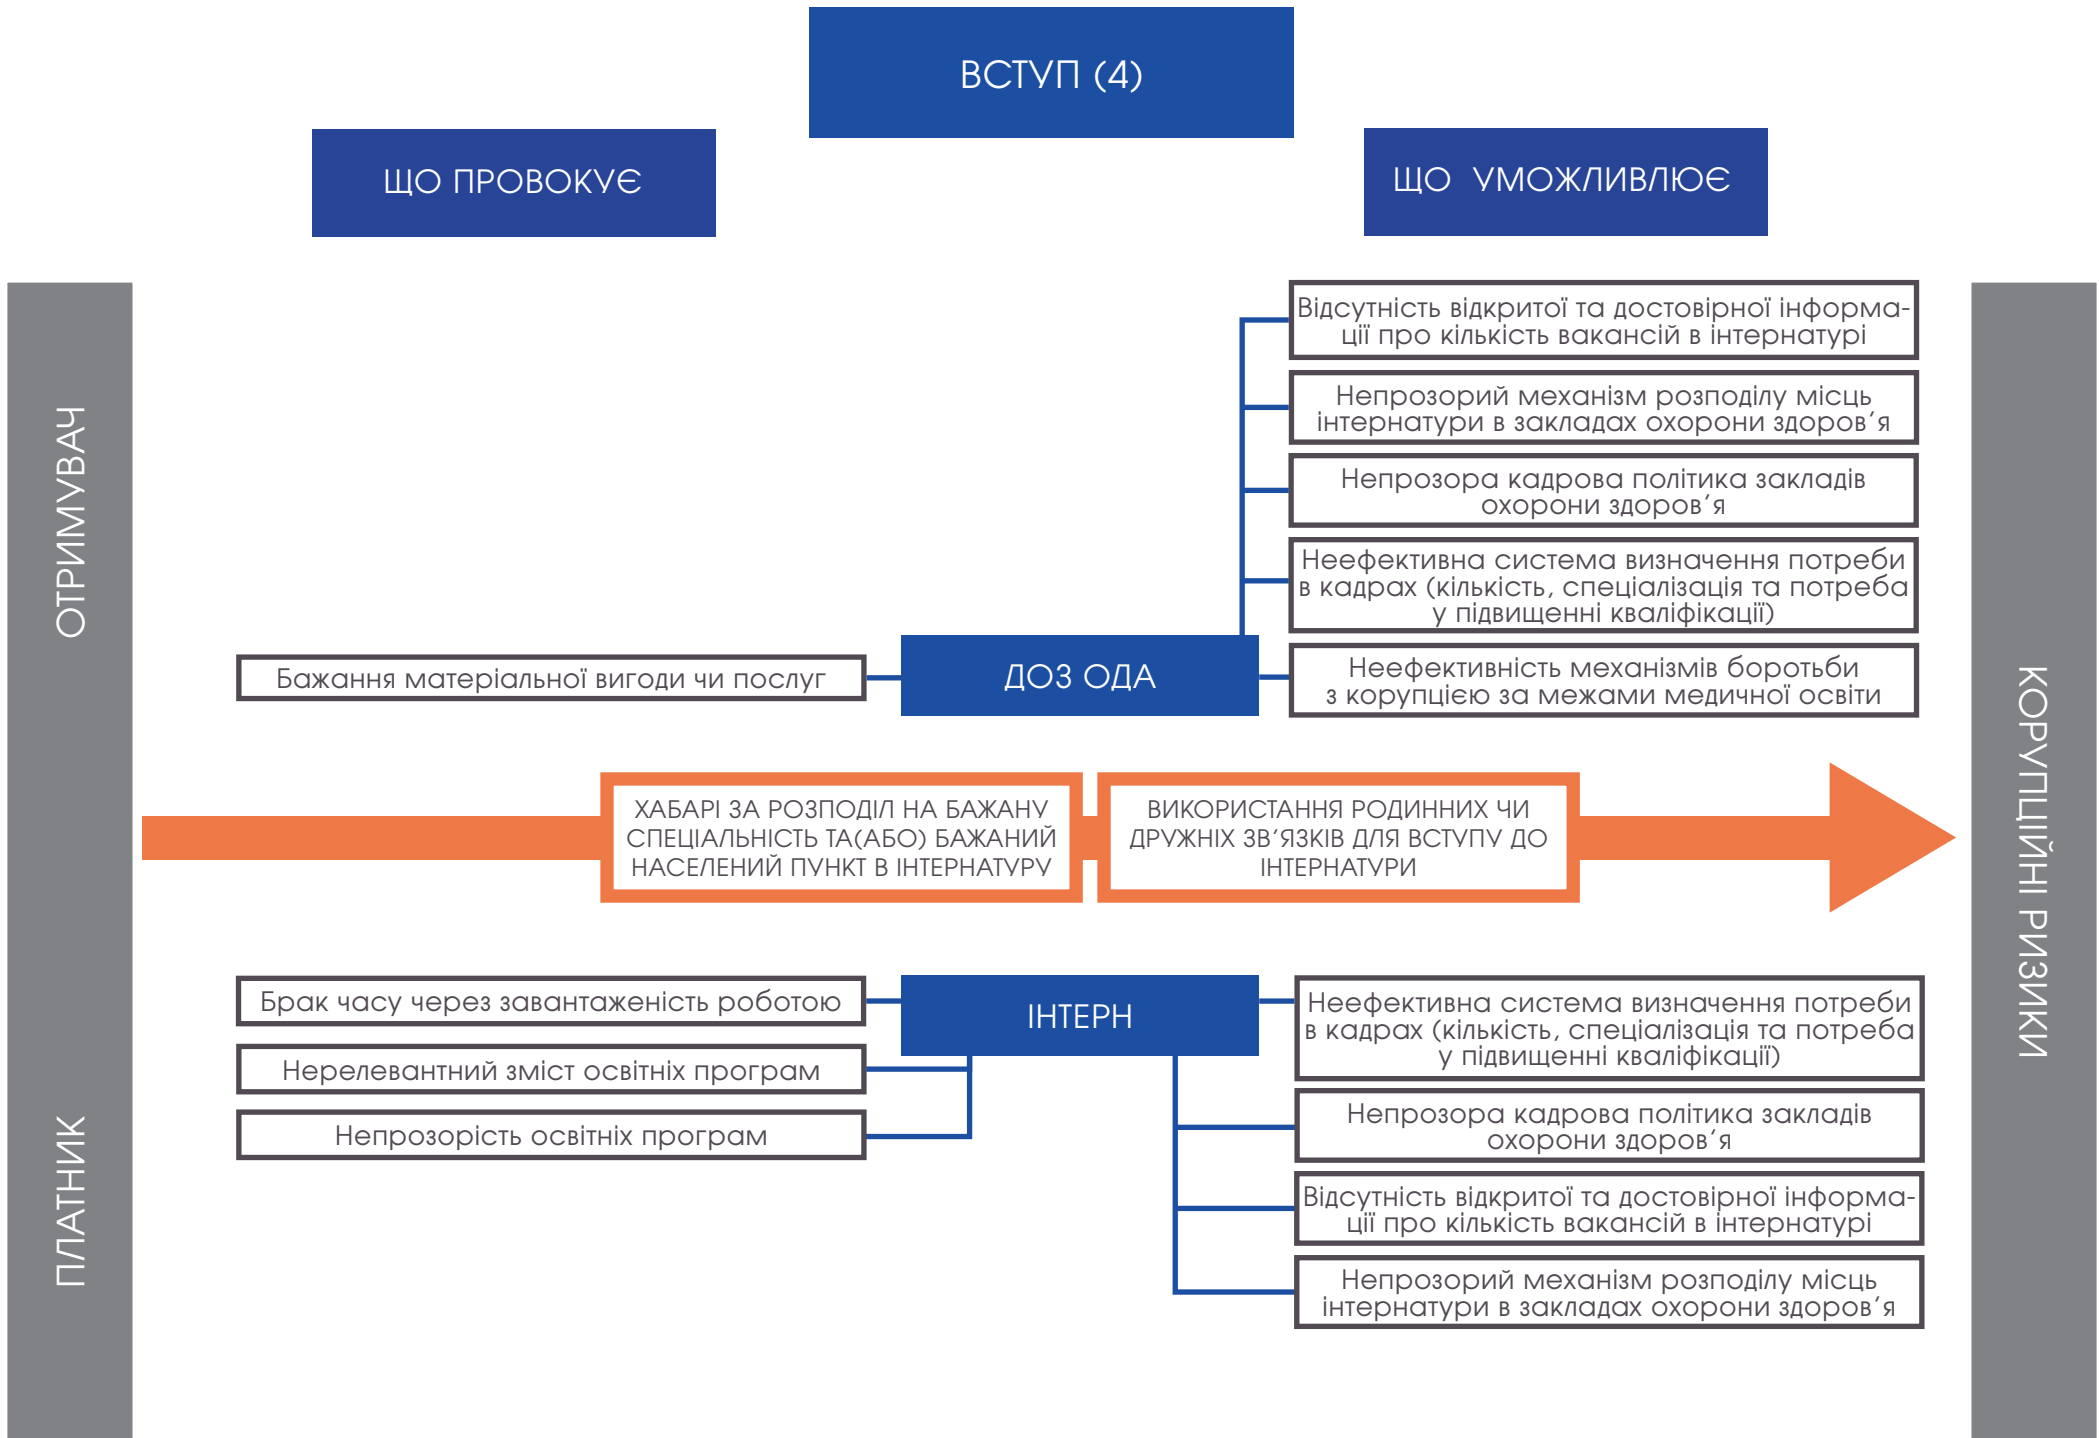 ВСТУП (4)
ЩО ПРОВОКУЄ
ЩО УМОЖЛИВЛЮЄ
ОТРИМУВАЧ
Відсутність відкритої та достовірної інформа-
ції про кількість вакансій в інтернатурі
Непрозорий механізм розподілу місць
інтернатури в закладах охорони здоров’я
Непрозора кадрова політика закладів
охорони здоров’я
Неефективна система визначення потреби
в кадрах (кількість, спеціалізація та потреба
у підвищенні кваліфікації)
Бажання матеріальної вигоди чи послуг
ДОЗ ОДА
Неефективність механізмів боротьби
з корупцією за межами медичної освіти
КОРУПЦІЙНІ РИЗИКИ
ХАБАРІ ЗА РОЗПОДІЛ НА БАЖАНУ
СПЕЦІАЛЬНІСТЬ ТА(АБО) БАЖАНИЙ
НАСЕЛЕНИЙ ПУНКТ В ІНТЕРНАТУРУ
ВИКОРИСТАННЯ РОДИННИХ ЧИ
ДРУЖНІХ ЗВ’ЯЗКІВ ДЛЯ ВСТУПУ ДО
ІНТЕРНАТУРИ
ПЛАТНИК
Брак часу через завантаженість роботою
Нерелевантний зміст освітніх програм
Непрозорість освітніх програм
ІНТЕРН
Неефективна система визначення потреби
в кадрах (кількість, спеціалізація та потреба
у підвищенні кваліфікації)
Непрозора кадрова політика закладів
охорони здоров’я
Відсутність відкритої та достовірної інформа-
ції про кількість вакансій в інтернатурі
Непрозорий механізм розподілу місць
інтернатури в закладах охорони здоров’я